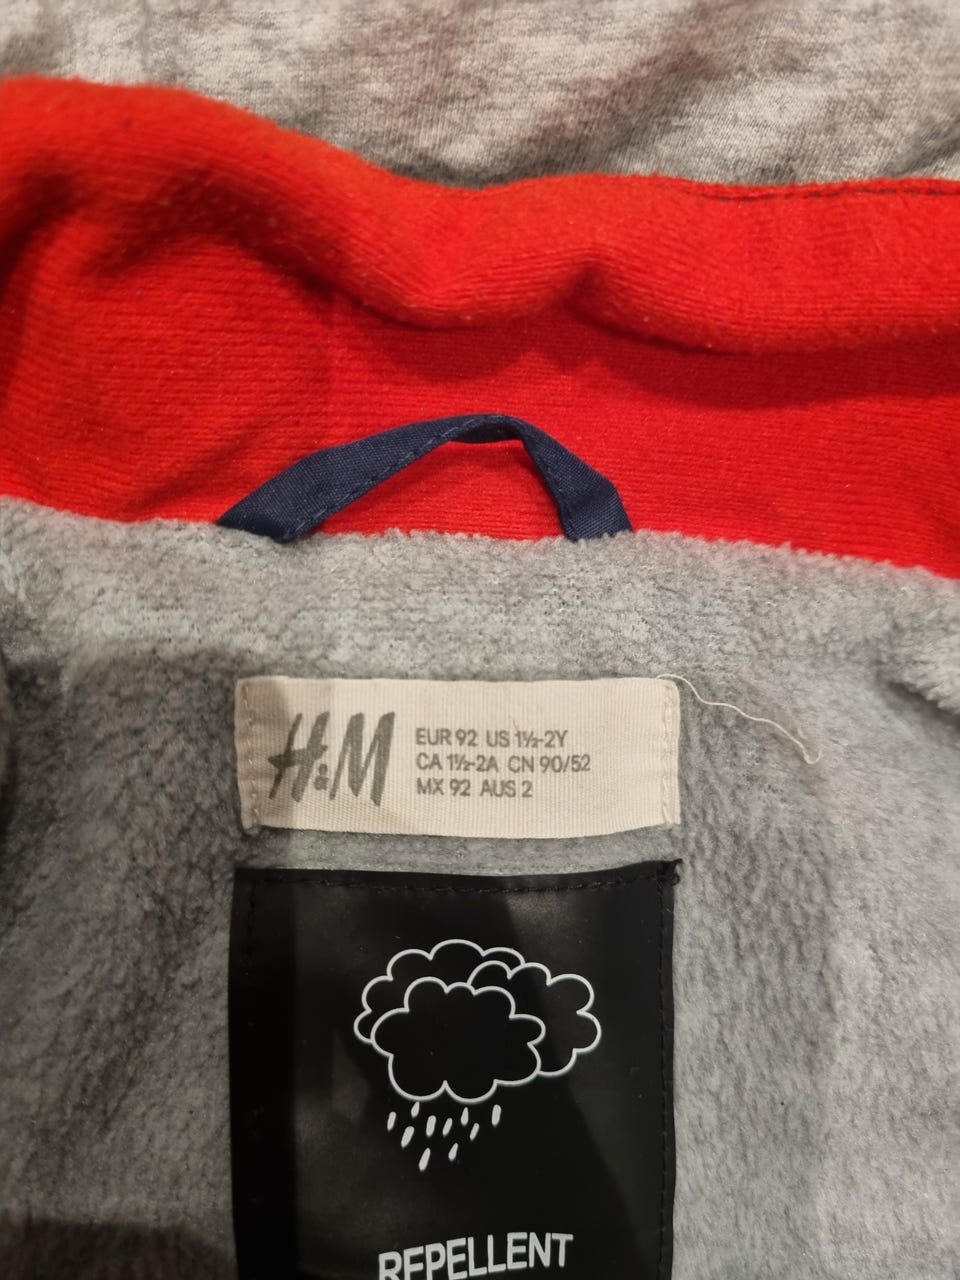 H&M
EUR 92 US 1½-2Y
CA 1½-2A CN 90/52
MX 92 AUS 2
REPELLENT